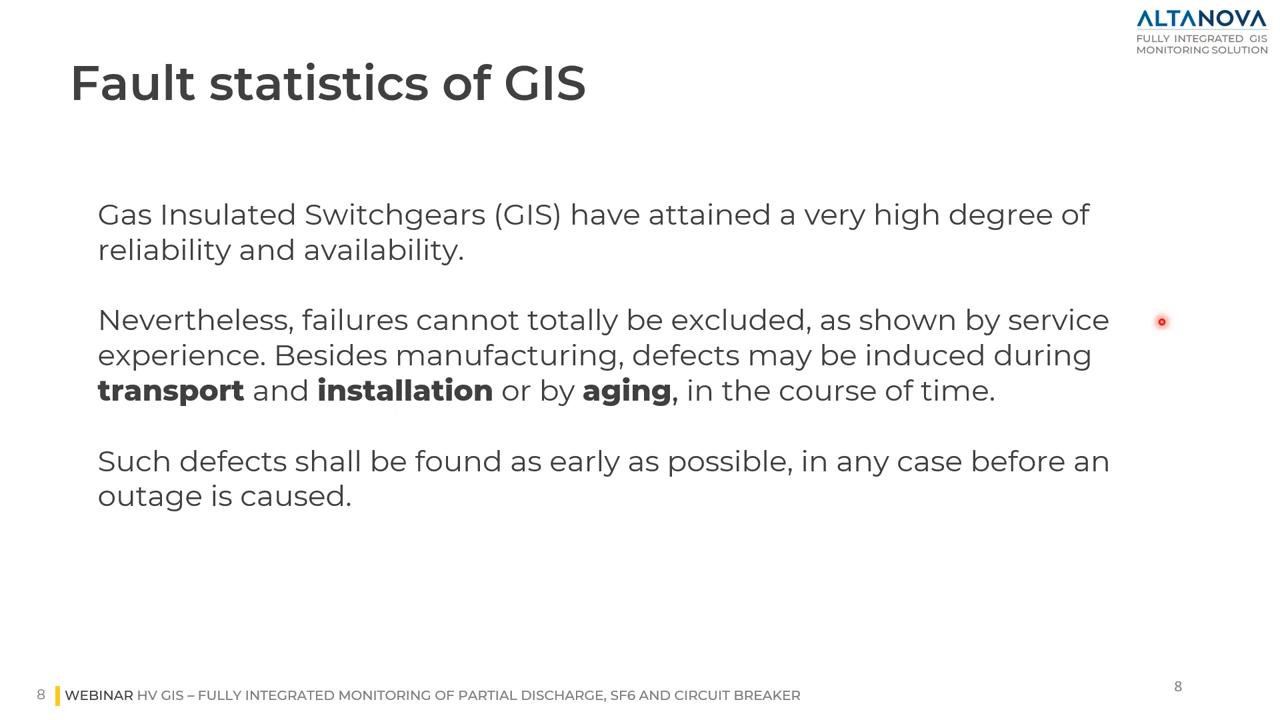 ALTANOVA
FULLY INTEGRATED GIS
MONITORING SOLUTION
Fault statistics of GIS
Gas Insulated Switchgears (GIS) have attained a very high degree of
reliability and availability.
Nevertheless, failures cannot totally be excluded, as shown by service
experience. Besides manufacturing, defects may be induced during
transport and installation or by aging, in the course of time.
Such defects shall be found as early as possible, in any case before an
outage is caused.
8 WEBINAR HV GIS – FULLY INTEGRATED MONITORING OF PARTIAL DISCHARGE, SF6 AND CIRCUIT BREAKER
8